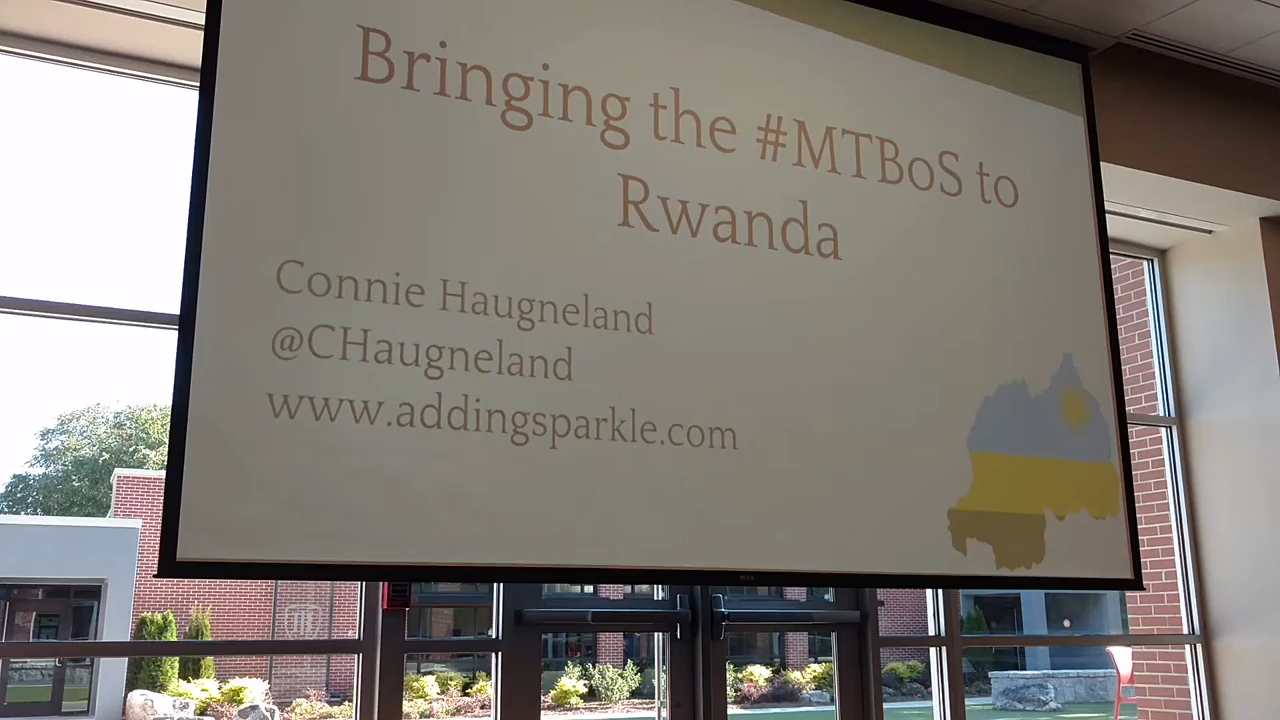 Bringing the #MTBoS to
Rwanda
Connie Haugneland
@CHaugneland
www.addingsparkle.com